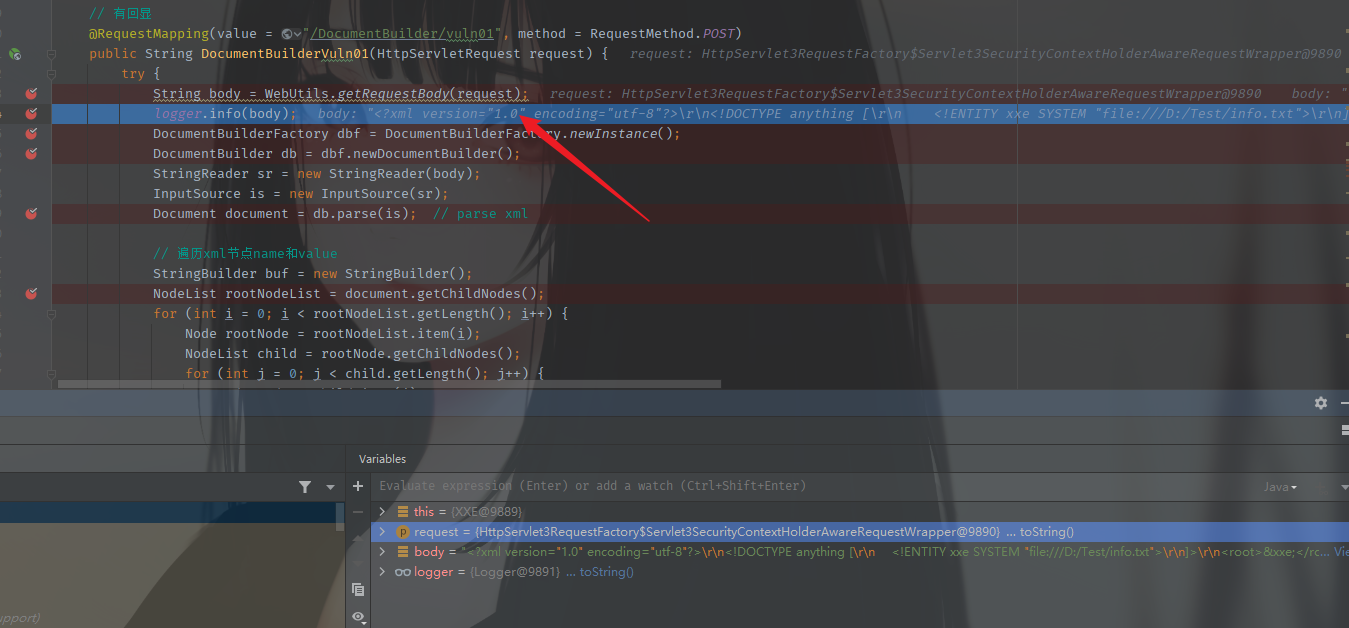 // 有回显
@RequestMapping(value = "/DocumentBuilder/vuln01", method = RequestMethod.POST)
public String DocumentBuilderVuln01(HttpServletRequest request) {   request: HttpServlet3RequestFactory$Servlet3SecurityContextHolderAwareRequestWrapper@9890
try {
String body = WebUtils.getRequestBody(request);   request: HttpServlet3RequestFactory$Servlet3SecurityContextHolderAwareRequestWrapper@9890    body: "
logger.info(body);   body: "<?xml version="1.0" encoding="utf-8"?>\r\n<!DOCTYPE anything [\r\n    <!ENTITY xxe SYSTEM "file:///D:/Test/info.txt">\r\n]
DocumentBuilderFactory dbf = DocumentBuilderFactory.newInstance();
DocumentBuilder db = dbf.newDocumentBuilder();
StringReader sr = new StringReader(body);
InputSource is = new InputSource(sr);
Document document = db.parse(is);  // parse xml
// 遍历xml节点name和value
StringBuilder buf = new StringBuilder();
NodeList rootNodeList = document.getChildNodes();
for (int i = 0; i < rootNodeList.getLength(); i++) {
Node rootNode = rootNodeList.item(i);
NodeList child = rootNode.getChildNodes();
for (int j = 0; j < child.getLength(); j++) {
Variables
Evaluate expression (Enter) or add a watch (Ctrl+Shift+Enter)
Java
this = {XXE@9889}
request = {HttpServlet3RequestFactory$Servlet3SecurityContextHolderAwareRequestWrapper@9890} ... toString()
body = "<?xml version="1.0" encoding="utf-8"?>\r\n<!DOCTYPE anything [\r\n    <!ENTITY xxe SYSTEM "file:///D:/Test/info.txt">\r\n]>\r\n<root>&xxe;</rc... Vie
logger = {Logger@9891} ... toString()
upport)